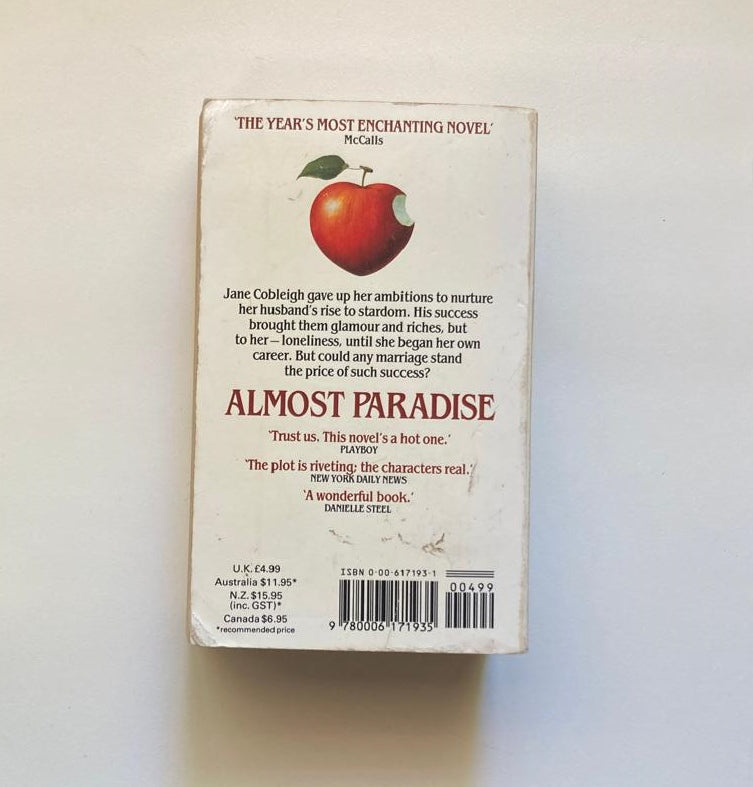 'THE YEAR'S MOST ENCHANTING NOVEL'
McCalls
Jane Cobleigh gave up her ambitions to nurture
her husband's rise to stardom. His success
brought them glamour and riches, but
to her—loneliness, until she began her own
career. But could any marriage stand
the price of such success?
ALMOST PARADISE
'Trust us. This novel's a hot one.'
PLAYBOY
'The plot is riveting; the characters real.'
NEW YORK DAILY NEWS
'A wonderful book.'
DANIELLE STEEL
U.K. £4.99
Australia $11.95*
N.Z. $15.95
(inc. GST)*
Canada $6.95
*recommended price
ISBN 0-00-617193-1
00499
9 780006 171935